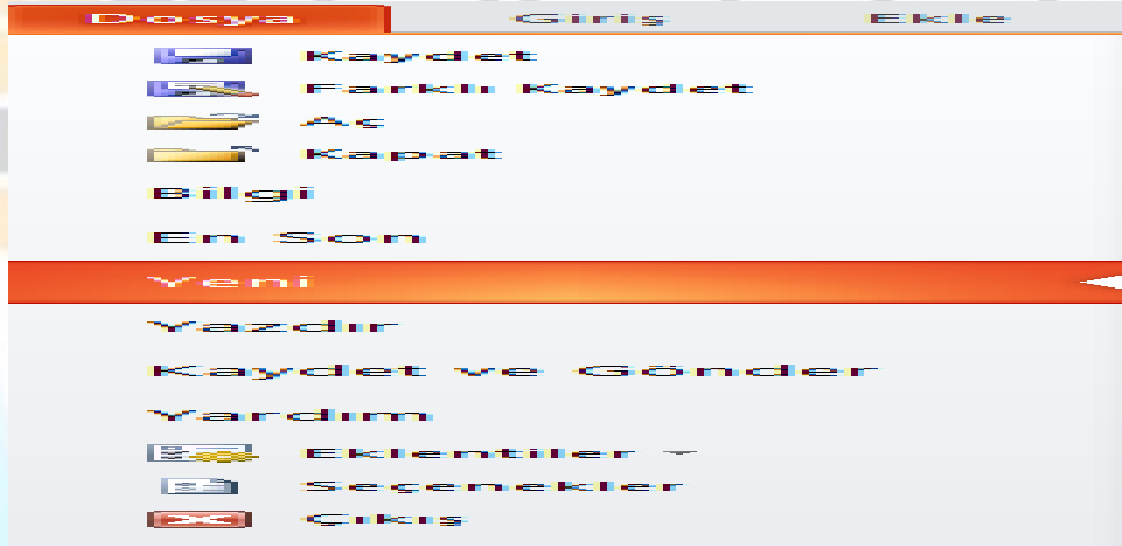 Dosya Giriş Ekle
Kaydet
Farklı Kaydet
Aç
Kapat
Bilgi
En Son
Yeni
Yazdır
Kaydet ve Gönder
Yardım
Eklentiler
Seçenekler
Çıkış